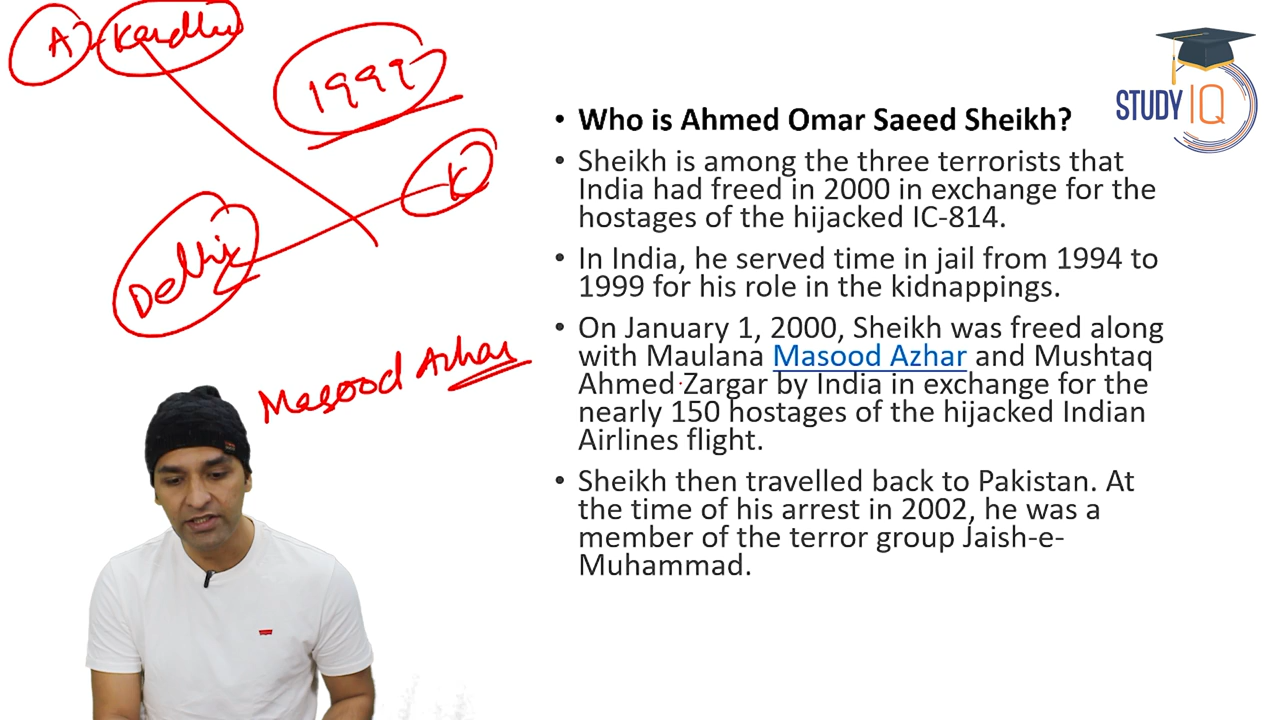 A
1999
STUDY IQ
Who is Ahmed Omar Saeed Sheikh?
Sheikh is among the three terrorists that
India had freed in 2000 in exchange for the
hostages of the hijacked IC-814.
K
Delhi
In India, he served time in jail from 1994 to
1999 for his role in the kidnappings.
On January 1, 2000, Sheikh was freed along
with Maulana Masood Azhar and Mushtaq
Ahmed Zargar by India in exchange for the
nearly 150 hostages of the hijacked Indian
Airlines flight.
Masood Azhar
Sheikh then travelled back to Pakistan. At
the time of his arrest in 2002, he was a
member of the terror group Jaish-e-
Muhammad.